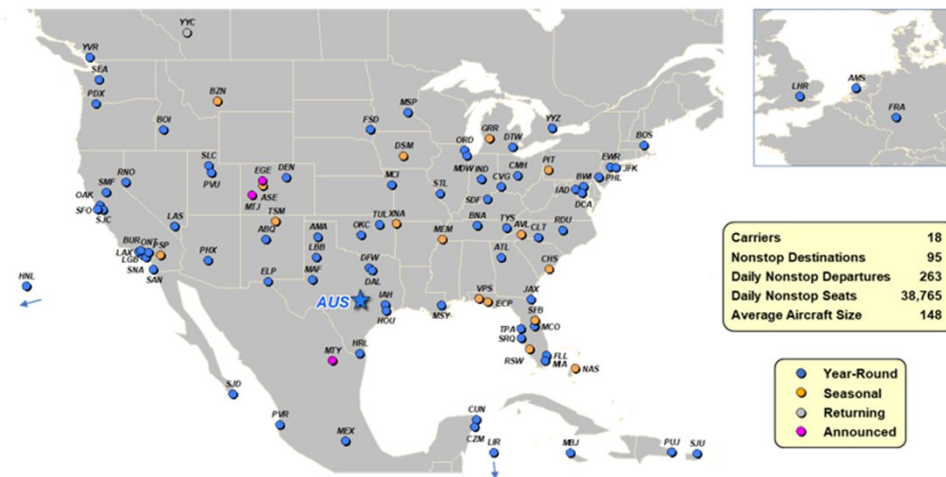 YYC
YVR
SEA
PDX
BZN
BOI
MSP
FSD
GRR
YYZ
DSM
ORD
DTW
BOS
MDW
IND
CMH
PIT
EWR
JFK
PHL
BWI
IAD
DCA
SLC
PVU
EGE
DEN
ASE
MTJ
MCI
STL
CVG
SDF
RNO
SMF
OAK
SFO
SJC
LAS
TSM
ABQ
AMA
LBB
OKC
TUL
XNA
MEM
BNA
TYS
AVL
CLT
RDU
ATL
CHS
BUR
ONT
PSP
LAX
LGB
SNA
SAN
PHX
ELP
MAF
DFW
DAL
AUS
IAH
HOU
MSY
VPS
ECP
JAX
SFB
MCO
TPA
SRQ
RSW
FLL
MIA
NAS
HNL
HRL
MTY
SJD
PVR
MEX
CUN
CZM
LIR
MBJ
PUJ
SJU
LHR
AMS
FRA
Carriers 18
Nonstop Destinations 95
Daily Nonstop Departures 263
Daily Nonstop Seats 38,765
Average Aircraft Size 148
Year-Round
Seasonal
Returning
Announced